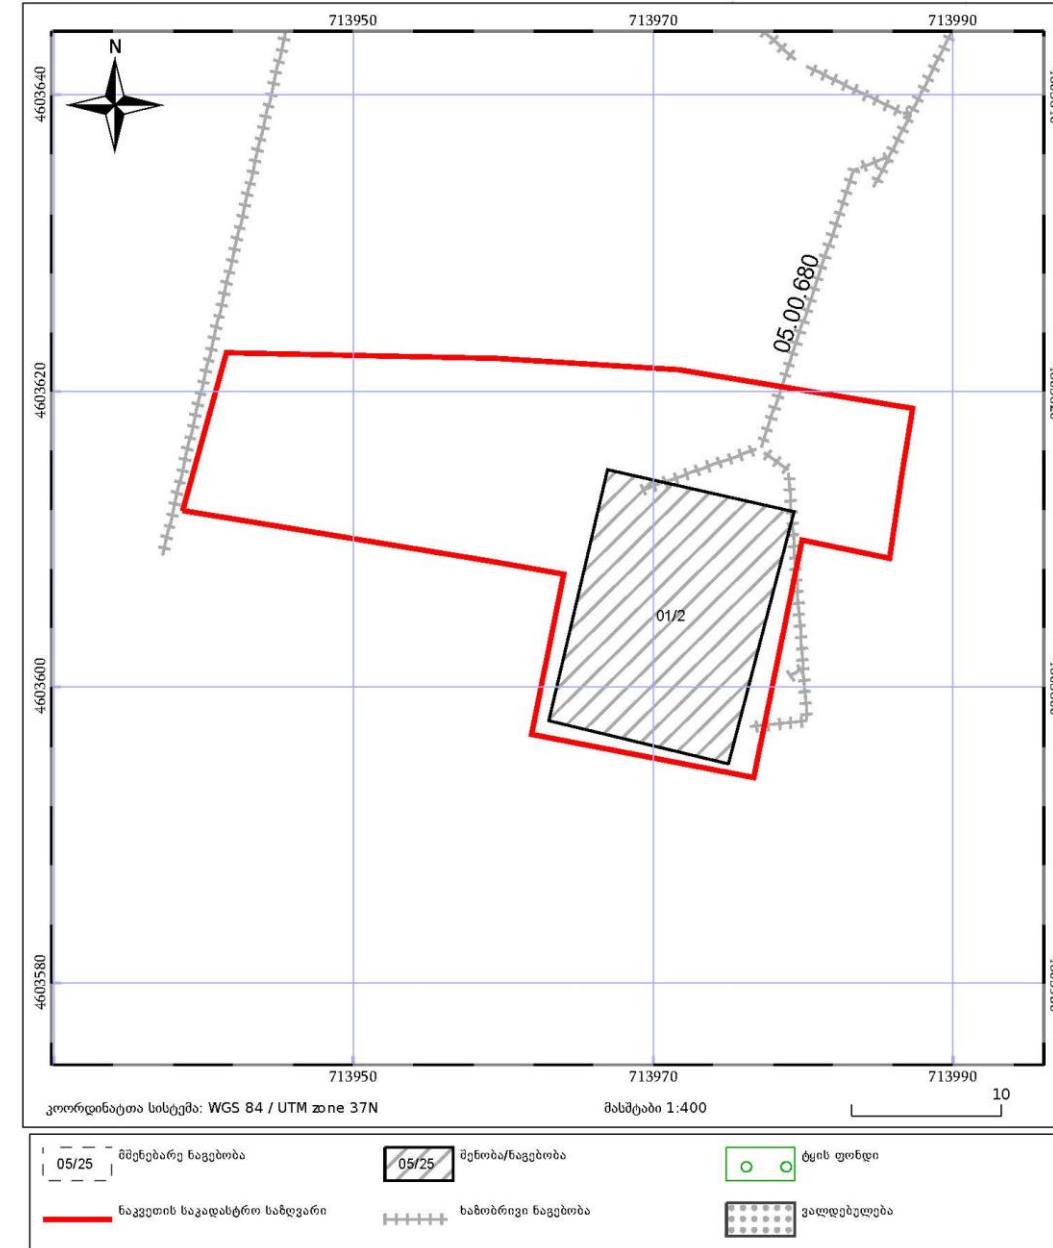 713950 713970 713990
N
4603640
05.00.680
4603620
01/2
4603600
4603580
713950 713970 713990
კოორდინატთა სისტემა: WGS 84 / UTM zone 37N
მასშტაბი 1:400
10
05/25 მშენებარე ნაგებობა
05/25 შენობა/ნაგებობა
ტყის ფონდი
ნაკვეთის საკადასტრო საზღვარი
ხაზობრივი ნაგებობა
ვალდებულება